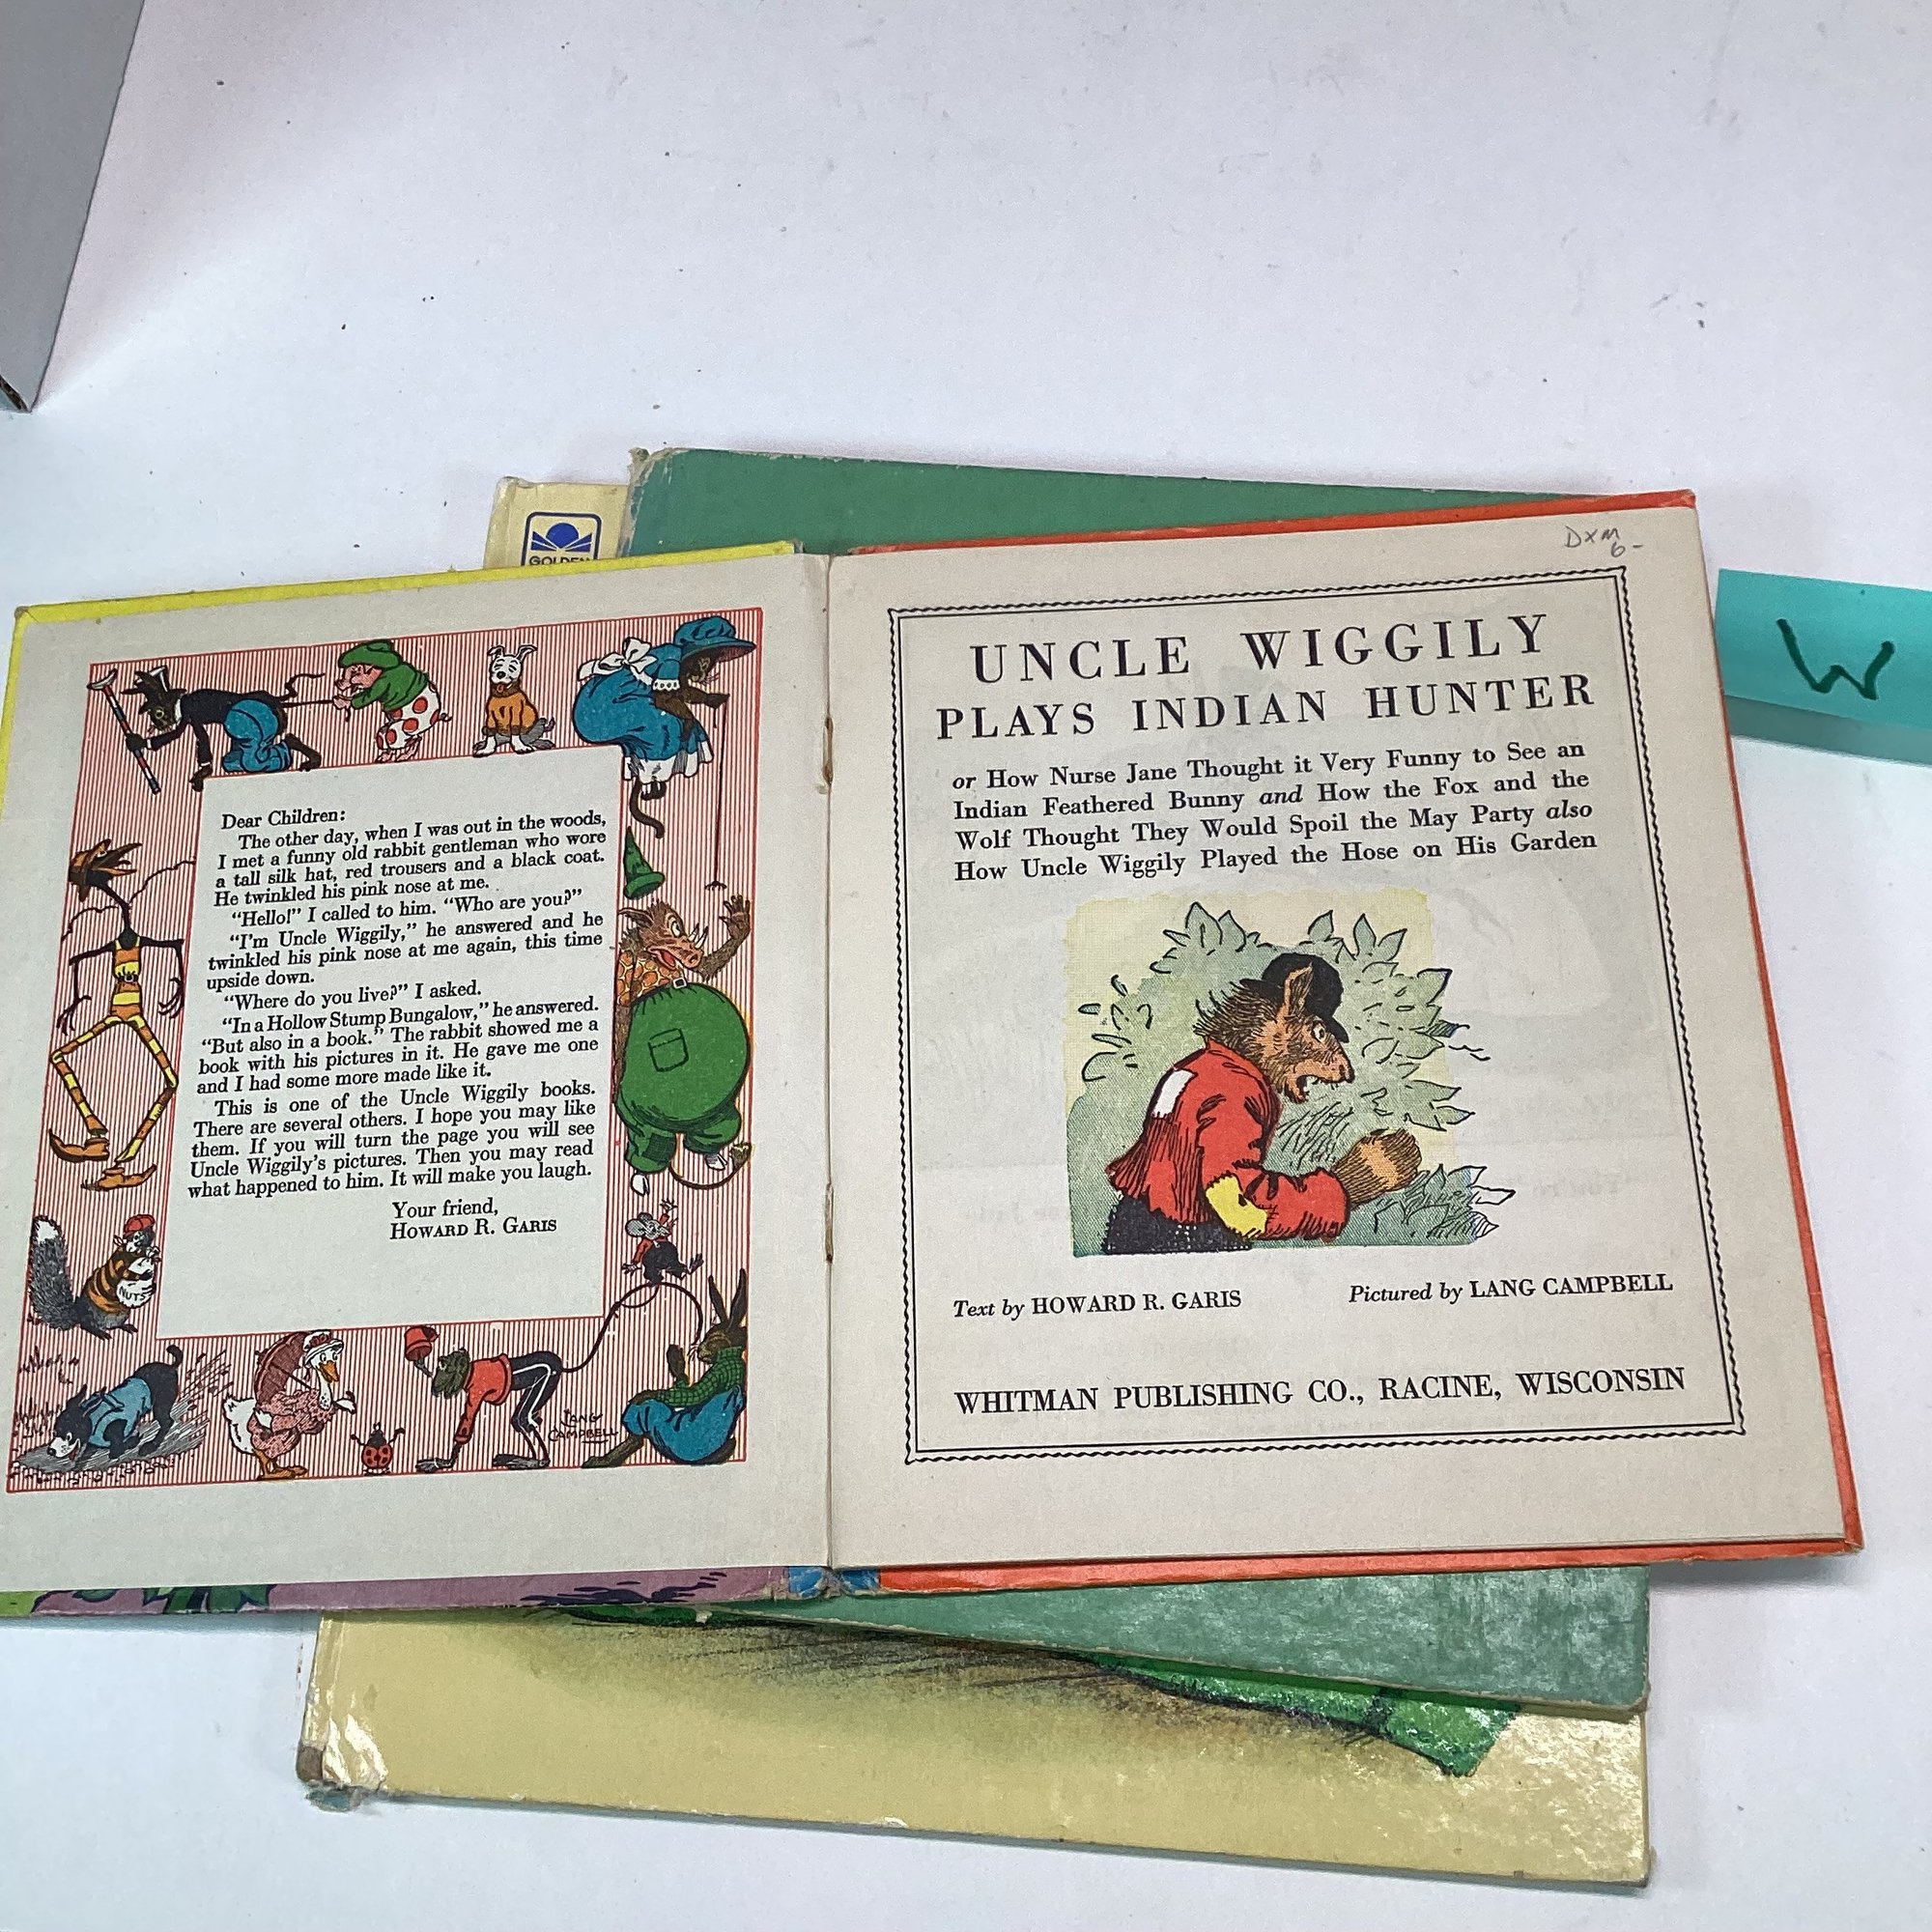 GOLDEN
Dear Children:
The other day, when I was out in the woods,
I met a funny old rabbit gentleman who wore
a tall silk hat, red trousers and a black coat.
He twinkled his pink nose at me.
"Hello!" I called to him. "Who are you?"
"I'm Uncle Wiggily," he answered and he
twinkled his pink nose at me again, this time
upside down.
"Where do you live?" I asked.
"In a Hollow Stump Bungalow," he answered.
"But also in a book." The rabbit showed me a
book with his pictures in it. He gave me one
and I had some more made like it.
This is one of the Uncle Wiggily books.
There are several others. I hope you may like
them. If you will turn the page you will see
Uncle Wiggily's pictures. Then you may read
what happened to him. It will make you laugh.
Your friend,
HOWARD R. GARIS
NUTS
LANG
CAMPBELL
DXM
6-
UNCLE WIGGILY
PLAYS INDIAN HUNTER
or How Nurse Jane Thought it Very Funny to See an
Indian Feathered Bunny and How the Fox and the
Wolf Thought They Would Spoil the May Party also
How Uncle Wiggily Played the Hose on His Garden
Text by HOWARD R. GARIS Pictured by LANG CAMPBELL
WHITMAN PUBLISHING CO., RACINE, WISCONSIN
W